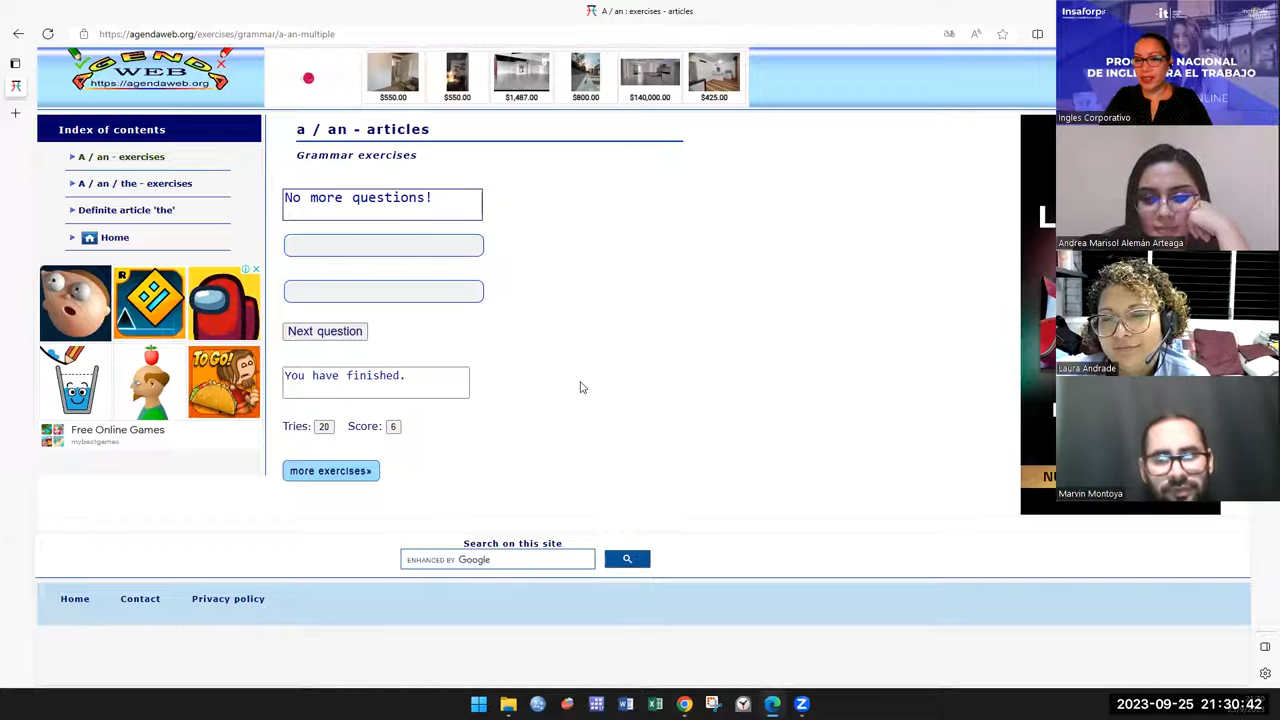 A / an : exercises - articles
https://agendaweb.org/exercises/grammar/a-an-multiple
AGENDA
WEB
https://agendaweb.org
$550.00
$550.00
$1,487.00
$800.00
$140,000.00
$425.00
Index of contents
A / an - exercises
A / an / the - exercises
Definite article 'the'
Home
R
TO GO!
Free Online Games
mybestgames
a / an - articles
Grammar exercises
No more questions!
Next question
You have finished.
Tries: 20 Score: 6
more exercises»
Search on this site
ENHANCED BY Google
Home
Contact
Privacy policy
Insaforp
Ingles Corporativo
Andrea Marisol Alemán Arteaga
Laura Andrade
Marvin Montoya
2023-09-25 21:30:42